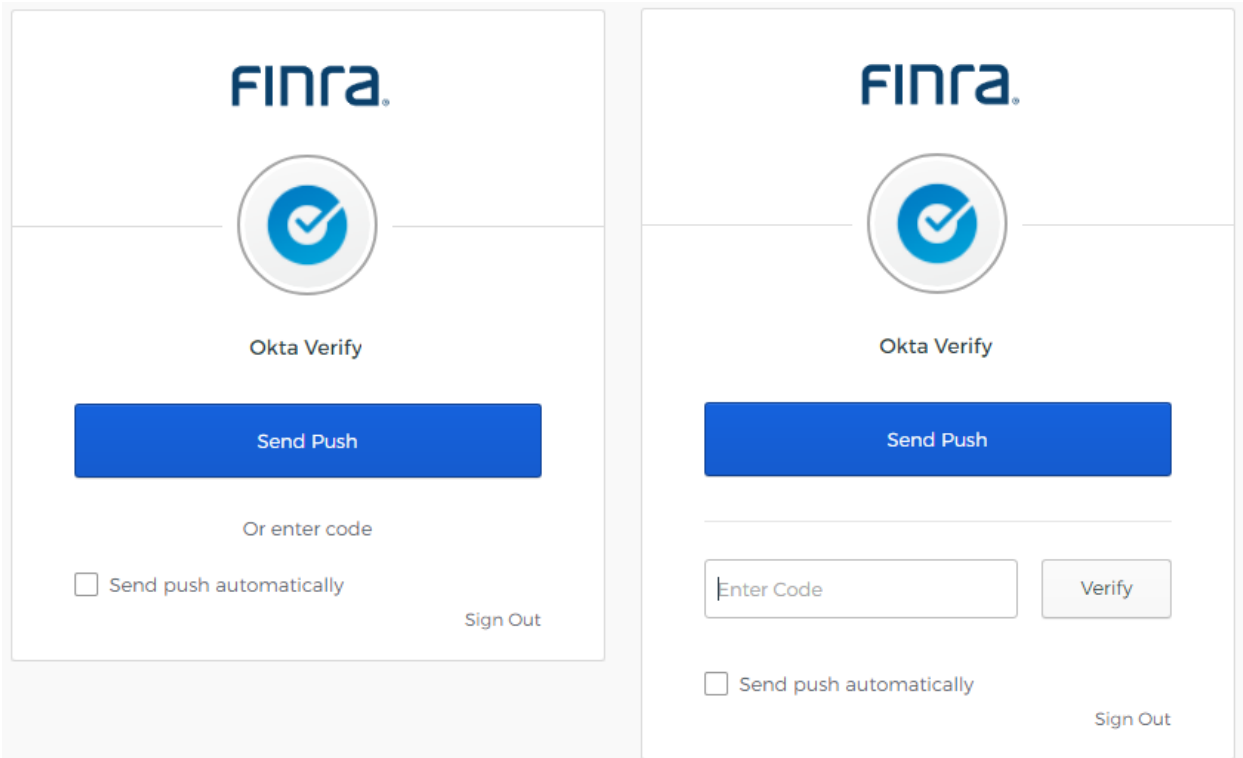 FINRA®
Okta Verify
Send Push
Or enter code
Send push automatically
Sign Out
FINRA®
Okta Verify
Send Push
Enter Code
Verify
Send push automatically
Sign Out